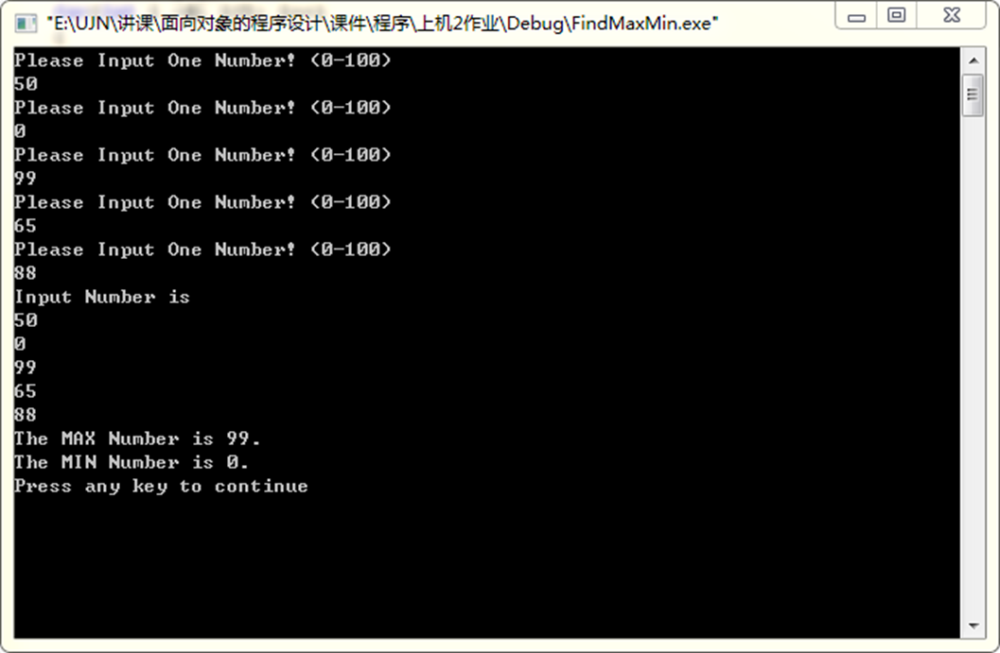 "E:\UJN\讲课\面向对象的程序设计\课件\程序\上机2作业\Debug\FindMaxMin.exe"
Please Input One Number! (0-100)
50
Please Input One Number! (0-100)
0
Please Input One Number! (0-100)
99
Please Input One Number! (0-100)
65
Please Input One Number! (0-100)
88
Input Number is
50
0
99
65
88
The MAX Number is 99.
The MIN Number is 0.
Press any key to continue